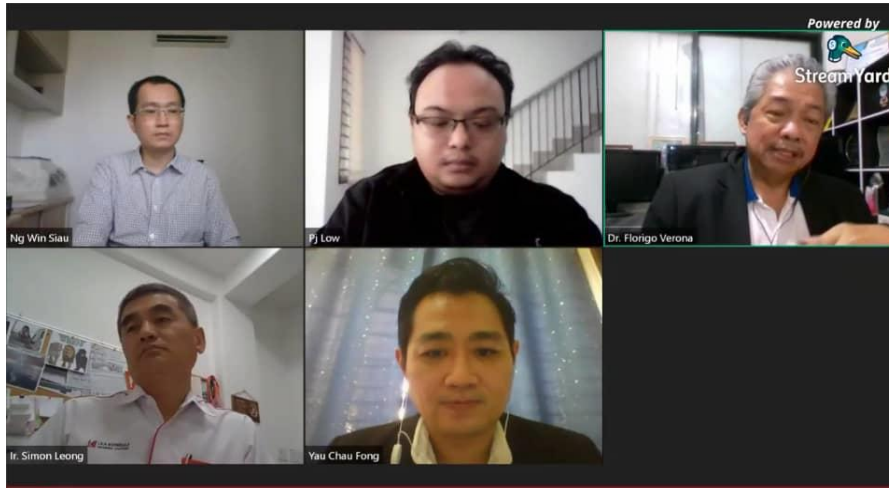 Powered by
StreamYard
Ng Win Siau
Pj Low
Dr. Florigo Verona
Ir. Simon Leong
Yau Chau Fong